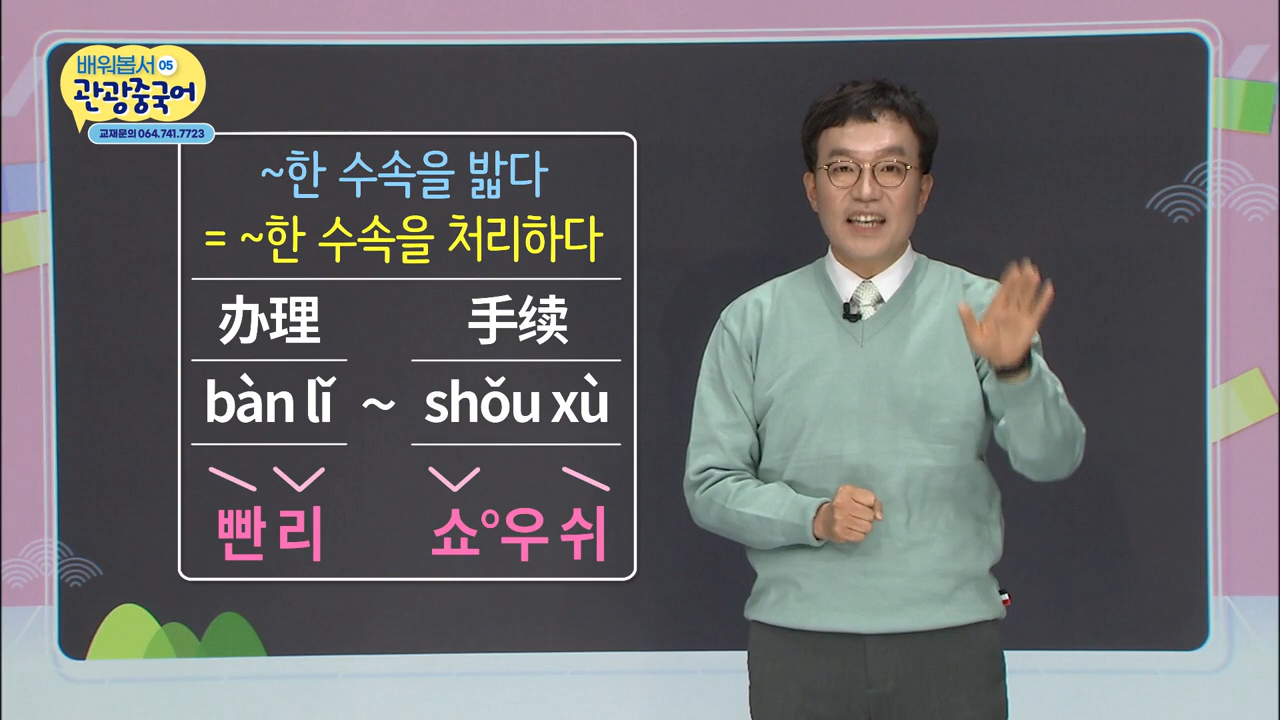 배워봅서 05
관광중국어
교재문의 064.741.7723
~한 수속을 밟다
= ~한 수속을 처리하다
办理 手续
bàn lǐ ~ shǒu xù
빤 리 쇼°우 쉬